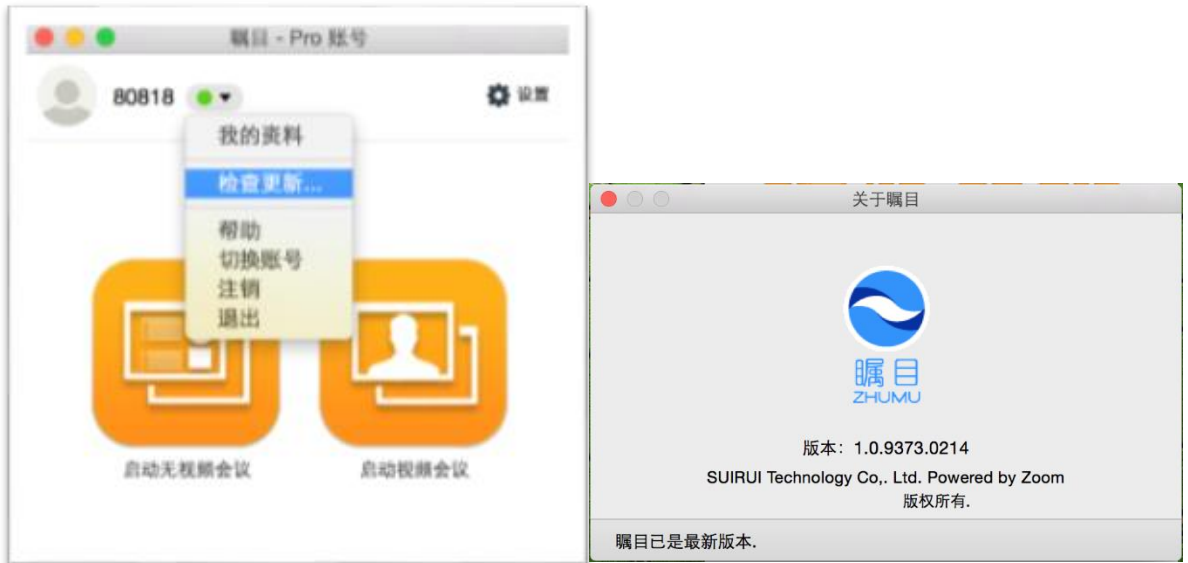 瞩目 - Pro 账号
80818
设置
我的资料
检查更新...
帮助
切换账号
注销
退出
启动无视频会议
启动视频会议
关于瞩目
瞩目
ZHUMU
版本：1.0.9373.0214
SUIRUI Technology Co,. Ltd. Powered by Zoom
版权所有.
瞩目已是最新版本.